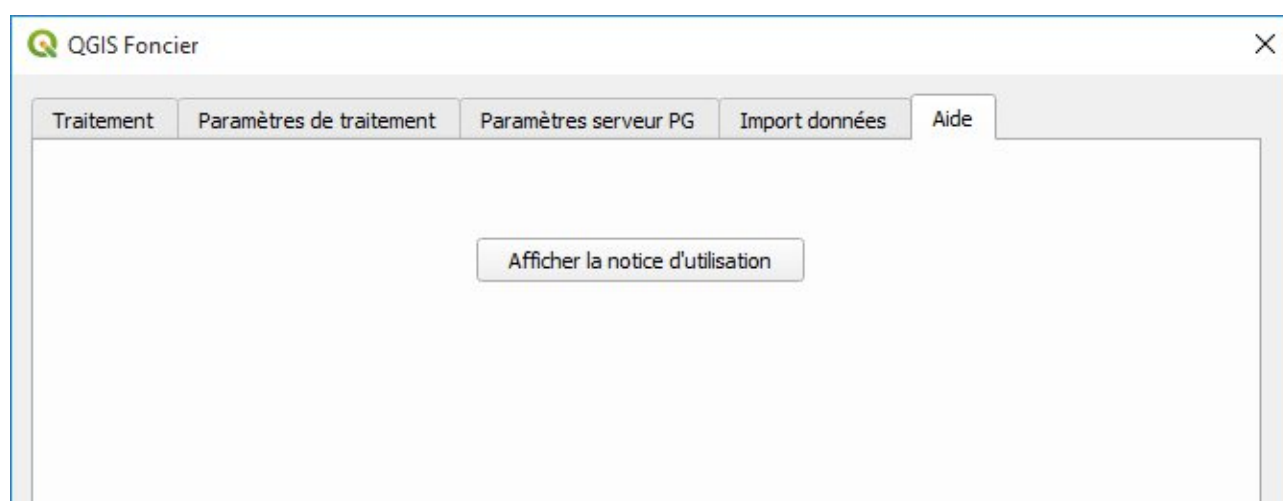 QGIS Foncier
Traitement Paramètres de traitement Paramètres serveur PG Import données Aide
Afficher la notice d'utilisation